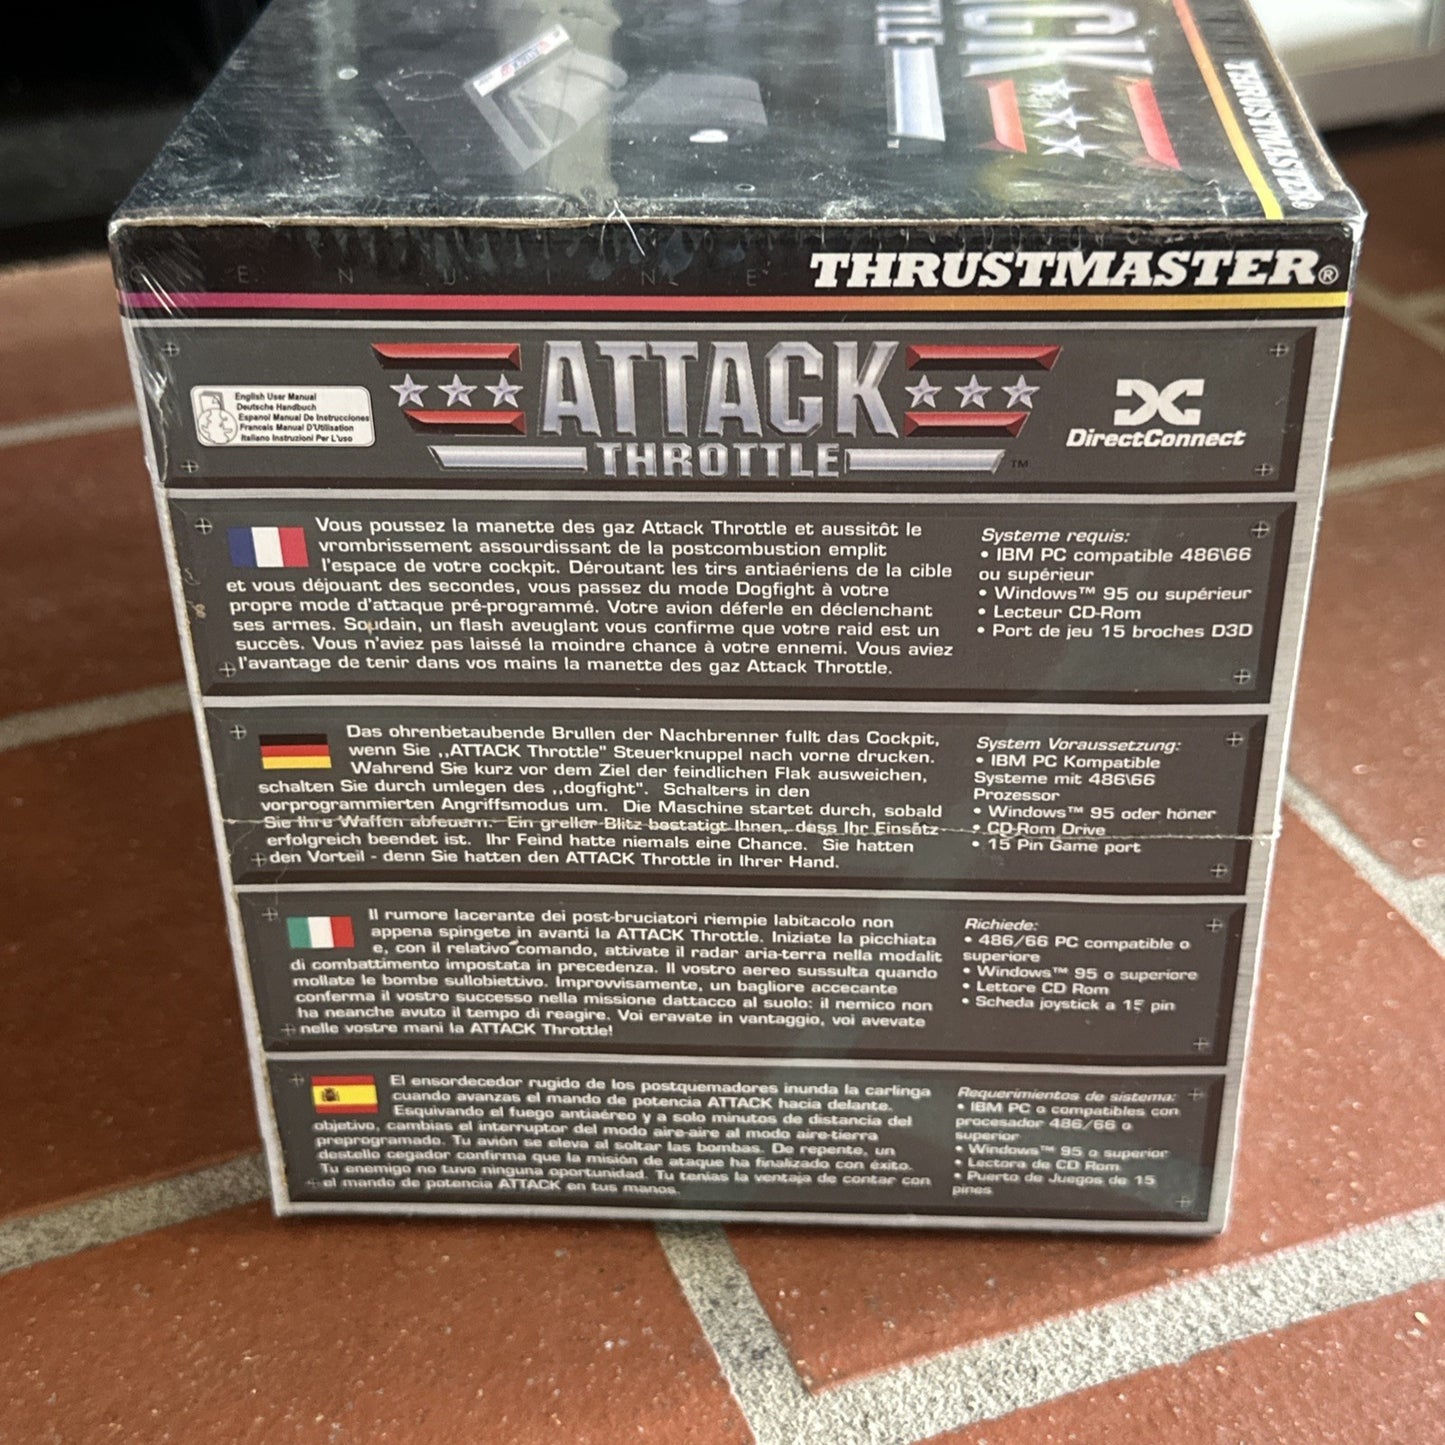 ACK
TTLE
THRUSTMASTER®
GENUINE
THRUSTMASTER®
English User Manual
Deutsche Handbuch
Espanol Manual De Instrucciones
Francais Manual D'Utilisation
Italiano Instruzioni Per L'uso
ATTACK
THROTTLE™
DirectConnect
Vous poussez la manette des gaz Attack Throttle et aussitôt le
vrombrissement assourdissant de la postcombustion emplit
l'espace de votre cockpit. Déroutant les tirs antiaériens de la cible
et vous déjouant des secondes, vous passez du mode Dogfight à votre
propre mode d'attaque pré-programmé. Votre avion déferle en déclenchant
ses armes. Soudain, un flash aveuglant vous confirme que votre raid est un
succès. Vous n'aviez pas laissé la moindre chance à votre ennemi. Vous aviez
l'avantage de tenir dans vos mains la manette des gaz Attack Throttle.
Systeme requis:
• IBM PC compatible 486\66
ou supérieur
• Windows™ 95 ou supérieur
• Lecteur CD-Rom
• Port de jeu 15 broches D3D
Das ohrenbetaubende Brullen der Nachbrenner fullt das Cockpit,
wenn Sie ,,ATTACK Throttle" Steuerknuppel nach vorne drucken.
Wahrend Sie kurz vor dem Ziel der feindlichen Flak ausweichen,
schalten Sie durch umlegen des ,,dogfight". Schalters in den
vorprogrammierten Angriffsmodus um. Die Maschine startet durch, sobald
Sie Ihre Waffen abfeuern. Ein greller Blitz bestatigt Ihnen, dass Ihr Einsatz
erfolgreich beendet ist. Ihr Feind hatte niemals eine Chance. Sie hatten
den Vorteil - denn Sie hatten den ATTACK Throttle in Ihrer Hand.
System Voraussetzung:
• IBM PC Kompatible
Systeme mit 486\66
Prozessor
• Windows™ 95 oder höner
• CD-Rom Drive
• 15 Pin Game port
Il rumore lacerante dei post-bruciatori riempie labitacolo non
appena spingete in avanti la ATTACK Throttle. Iniziate la picchiata
e, con il relativo comando, attivate il radar aria-terra nella modalit
di combattimento impostata in precedenza. Il vostro aereo sussulta quando
mollate le bombe sullobiettivo. Improvvisamente, un bagliore accecante
conferma il vostro successo nella missione dattacco al suolo: il nemico non
ha neanche avuto il tempo di reagire. Voi eravate in vantaggio, voi avevate
nelle vostre mani la ATTACK Throttle!
Richiede:
• 486/66 PC compatibile o
superiore
• Windows™ 95 o superiore
• Lettore CD Rom
• Scheda joystick a 15 pin
El ensordecedor rugido de los postquemadores inunda la carlinga
cuando avanzas el mando de potencia ATTACK hacia delante.
Esquivando el fuego antiaéreo y a solo minutos de distancia del
objetivo, cambias el interruptor del modo aire-aire al modo aire-tierra
preprogramado. Tu avión se eleva al soltar las bombas. De repente, un
destello cegador confirma que la misión de ataque ha finalizado con éxito.
Tu enemigo no tuvo ninguna oportunidad. Tu tenías la ventaja de contar con
el mando de potencia ATTACK en tus manos.
Requerimientos de sistema:
• IBM PC o compatibles con
procesador 486/66 o
superior
• Windows™ 95 o superior
• Lectora de CD Rom
• Puerto de Juegos de 15
pines